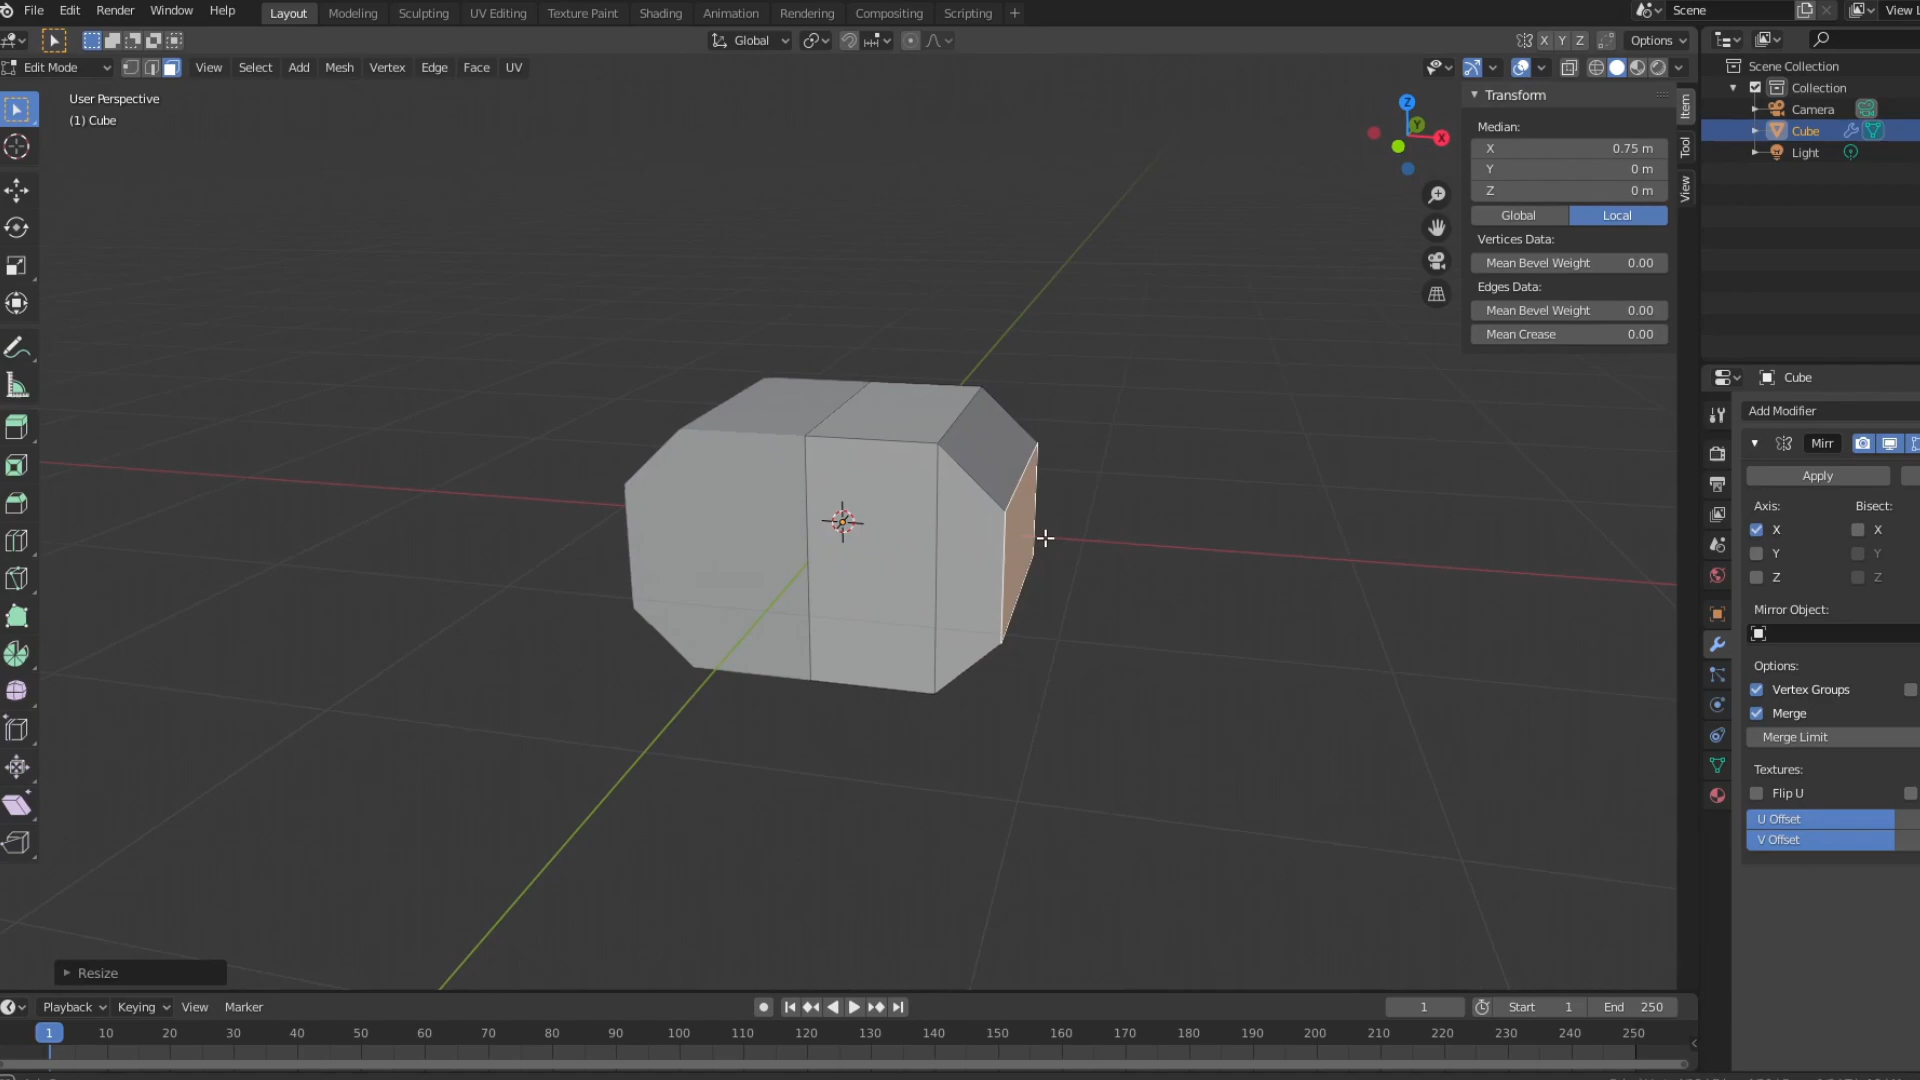 File Edit Render Window Help Layout Modeling Sculpting UV Editing Texture Paint Shading Animation Rendering Compositing Scripting + Scene View L
Global X Y Z Options
Edit Mode View Select Add Mesh Vertex Edge Face UV
User Perspective
(1) Cube
Z
Y
X
Transform
Median:
X 0.75 m
Y 0 m
Z 0 m
Global Local
Vertices Data:
Mean Bevel Weight 0.00
Edges Data:
Mean Bevel Weight 0.00
Mean Crease 0.00
Item
Tool
View
Scene Collection
Collection
Camera
Cube
Light
Cube
Add Modifier
Mirr
Apply
Axis: Bisect:
X X
Y Y
Z Z
Mirror Object:
Options:
Vertex Groups
Merge
Merge Limit
Textures:
Flip U
U Offset
V Offset
Resize
Playback Keying View Marker 1 Start 1 End 250
1 10 20 30 40 50 60 70 80 90 100 110 120 130 140 150 160 170 180 190 200 210 220 230 240 250